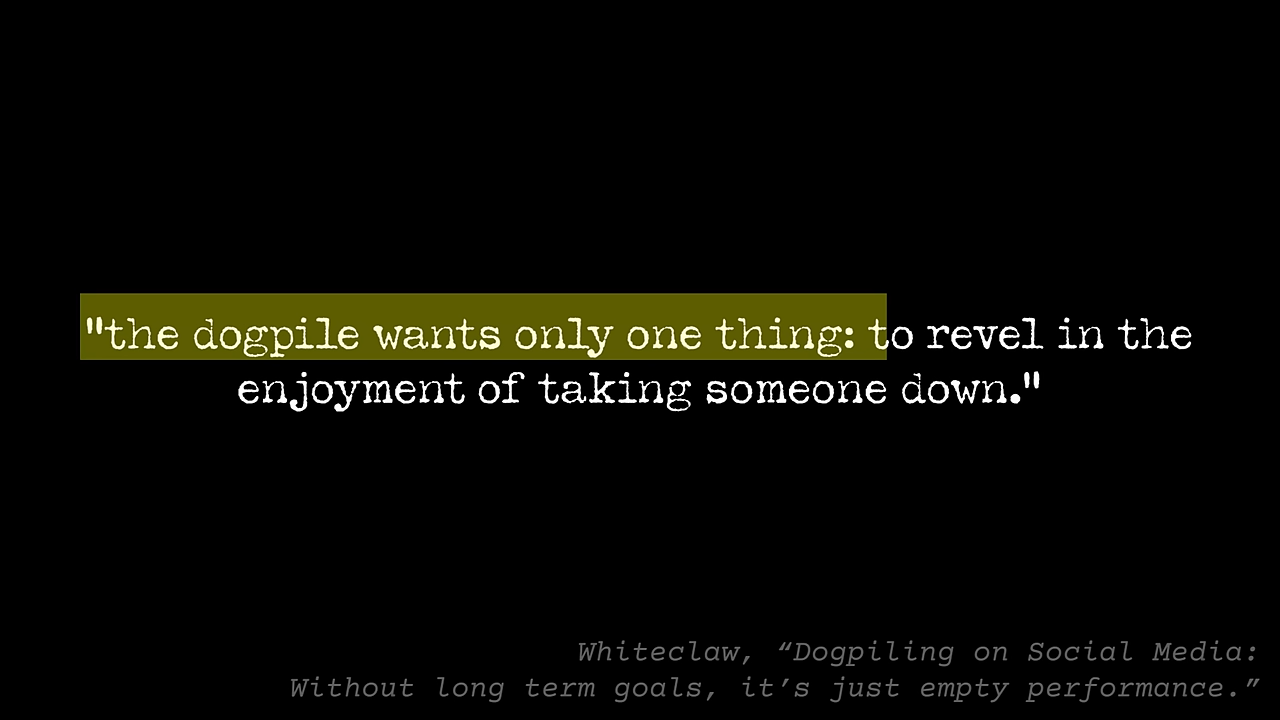 "the dogpile wants only one thing: to revel in the
enjoyment of taking someone down."
Whiteclaw, “Dogpiling on Social Media:
Without long term goals, it’s just empty performance.”